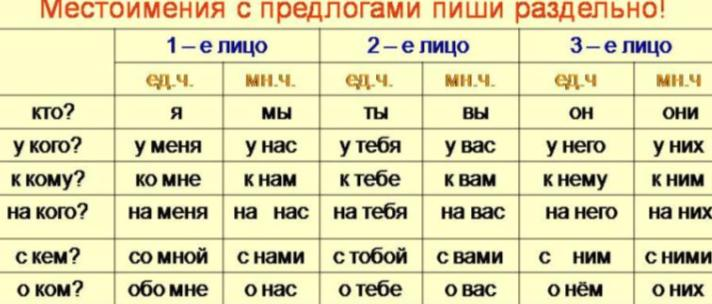 Местоимения с предлогами пиши раздельно!
1 – е лицо 2 – е лицо 3 – е лицо
ед.ч. мн.ч. ед.ч. мн.ч. ед.ч мн.ч
кто? я мы ты вы он они
у кого? у меня у нас у тебя у вас у него у них
к кому? ко мне к нам к тебе к вам к нему к ним
на кого? на меня на нас на тебя на вас на него на них
с кем? со мной с нами с тобой с вами с ним с ними
о ком? обо мне о нас о тебе о вас о нём о них